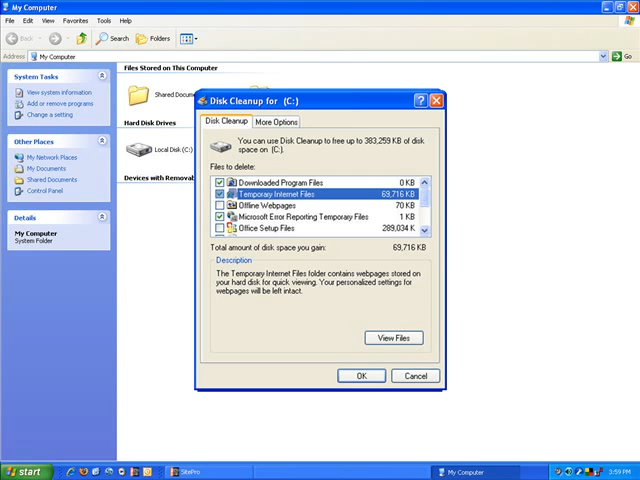 My Computer
File Edit View Favorites Tools Help
Back Search Folders
Address My Computer Go
System Tasks
View system information
Add or remove programs
Change a setting
Other Places
My Network Places
My Documents
Shared Documents
Control Panel
Details
My Computer
System Folder
Files Stored on This Computer
Shared Docum
Hard Disk Drives
Local Disk (C:)
Devices with Removab
Disk Cleanup for (C:)
Disk Cleanup More Options
You can use Disk Cleanup to free up to 383,259 KB of disk
space on (C:).
Files to delete:
Downloaded Program Files 0 KB
Temporary Internet Files 69,716 KB
Offline Webpages 70 KB
Microsoft Error Reporting Temporary Files 1 KB
Office Setup Files 289,034 K
Total amount of disk space you gain: 69,716 KB
Description
The Temporary Internet Files folder contains webpages stored on
your hard disk for quick viewing. Your personalized settings for
webpages will be left intact.
View Files
OK Cancel
start SitePro My Computer 3:59 PM